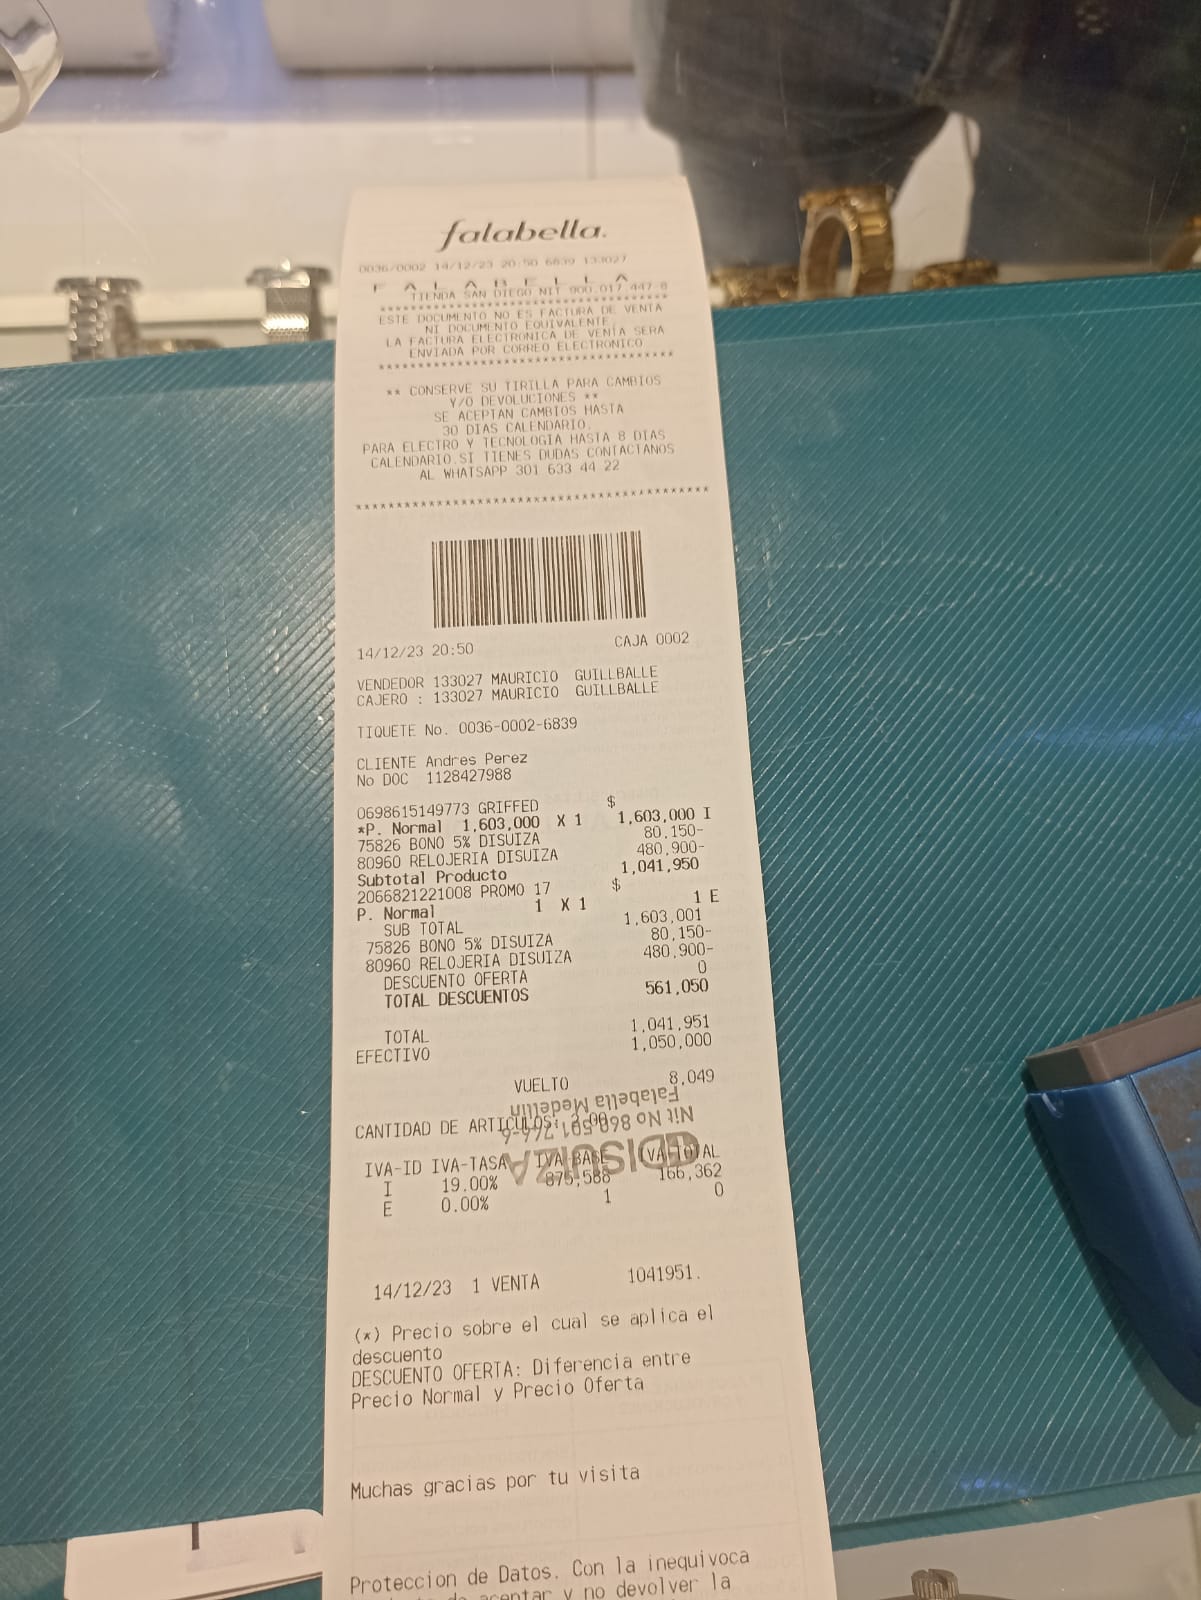 falabella.
0036/0002 14/12/23 20:50 6839 133027
F A L A B E L L A
TIENDA SAN DIEGO NIT 900.017.447-8
****************************************
ESTE DOCUMENTO NO ES FACTURA DE VENTA
NI DOCUMENTO EQUIVALENTE,
LA FACTURA ELECTRONICA DE VENTA SERA
ENVIADA POR CORREO ELECTRONICO
****************************************
** CONSERVE SU TIRILLA PARA CAMBIOS
Y/O DEVOLUCIONES **
SE ACEPTAN CAMBIOS HASTA
30 DIAS CALENDARIO.
PARA ELECTRO Y TECNOLOGIA HASTA 8 DIAS
CALENDARIO.SI TIENES DUDAS CONTACTANOS
AL WHATSAPP 301 633 44 22
****************************************
14/12/23 20:50 CAJA 0002
VENDEDOR 133027 MAURICIO GUILLBALLE
CAJERO : 133027 MAURICIO GUILLBALLE
TIQUETE No. 0036-0002-6839
CLIENTE Andres Perez
No DOC 1128427988
0698615149773 GRIFFED $
*P. Normal 1,603,000 X 1 1,603,000 I
75826 BONO 5% DISUIZA 80,150-
80960 RELOJERIA DISUIZA 480,900-
Subtotal Producto 1,041,950
2066821221008 PROMO 17 $
P. Normal 1 X 1 1 E
SUB TOTAL 1,603,001
75826 BONO 5% DISUIZA 80,150-
80960 RELOJERIA DISUIZA 480,900-
DESCUENTO OFERTA 0
TOTAL DESCUENTOS 561,050
TOTAL 1,041,951
EFECTIVO 1,050,000
VUELTO 8,049
Falabella Medellín
CANTIDAD DE ARTICULOS: 2.00
Nit No 860.501.766-6
DISUIZA
IVA-ID IVA-TASA IVA-BASE IVA-TOTAL
I 19.00% 875,588 166,362
E 0.00% 1 0
14/12/23 1 VENTA 1041951.
(*) Precio sobre el cual se aplica el
descuento
DESCUENTO OFERTA: Diferencia entre
Precio Normal y Precio Oferta
Muchas gracias por tu visita
Proteccion de Datos. Con la inequivoca
de aceptar y no devolver la